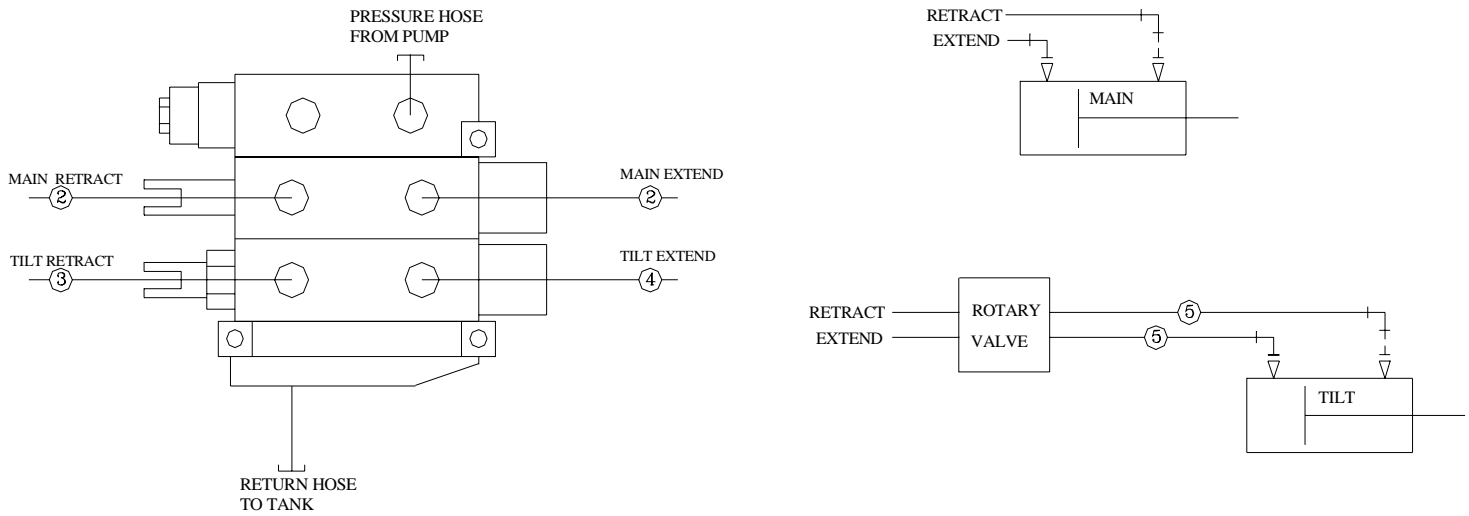 PRESSURE HOSE
FROM PUMP
MAIN RETRACT
2
MAIN EXTEND
2
TILT RETRACT
3
TILT EXTEND
4
RETURN HOSE
TO TANK
RETRACT
EXTEND
MAIN
RETRACT
EXTEND
ROTARY
VALVE
5
5
TILT